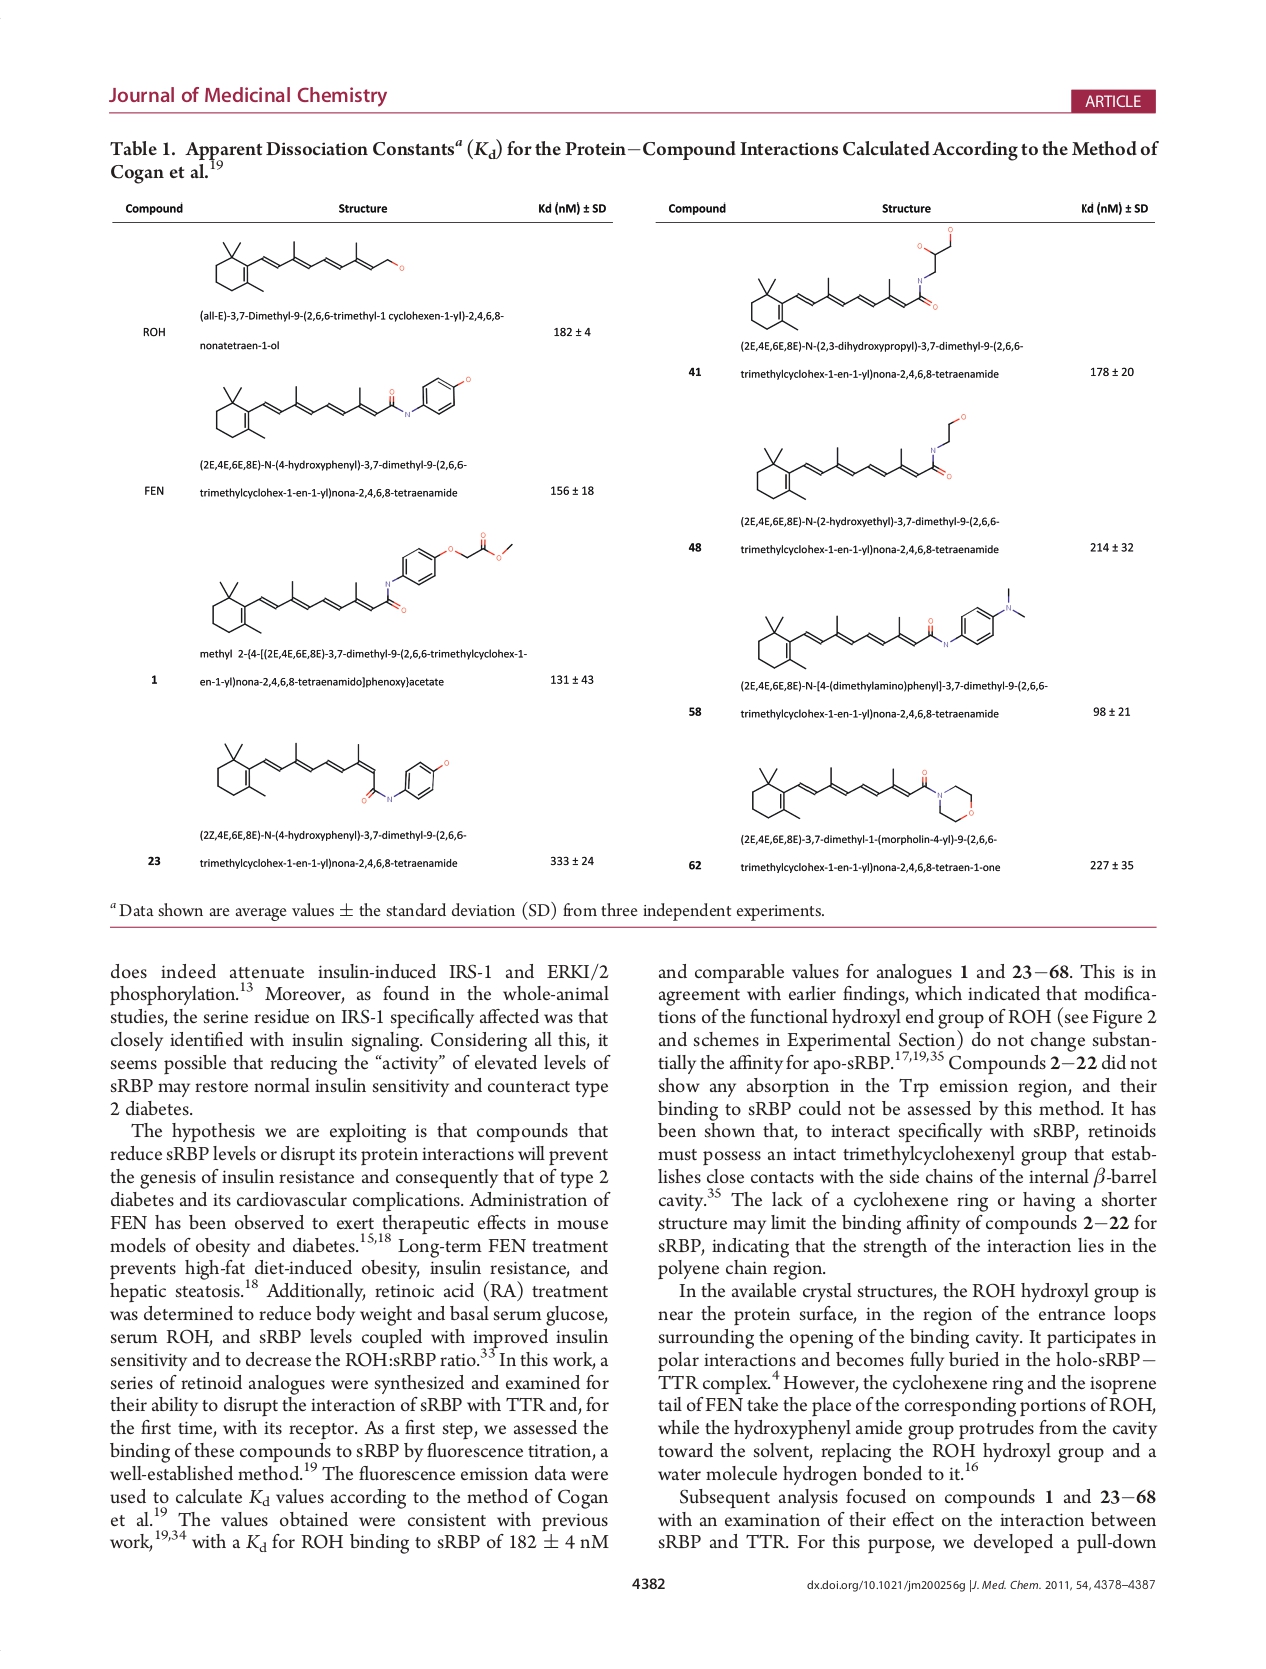 Journal of Medicinal Chemistry
ARTICLE
Table 1. Apparent Dissociation Constantsᵃ (Kd) for the Protein−Compound Interactions Calculated According to the Method of
Cogan et al.¹⁹
Compound Structure Kd (nM) ± SD
(all-E)-3,7-Dimethyl-9-(2,6,6-trimethyl-1 cyclohexen-1-yl)-2,4,6,8-
ROH nonatetraen-1-ol 182 ± 4
(2E,4E,6E,8E)-N-(4-hydroxyphenyl)-3,7-dimethyl-9-(2,6,6-
FEN trimethylcyclohex-1-en-1-yl)nona-2,4,6,8-tetraenamide 156 ± 18
methyl 2-{4-[(2E,4E,6E,8E)-3,7-dimethyl-9-(2,6,6-trimethylcyclohex-1-
1 en-1-yl)nona-2,4,6,8-tetraenamido]phenoxy}acetate 131 ± 43
(2Z,4E,6E,8E)-N-(4-hydroxyphenyl)-3,7-dimethyl-9-(2,6,6-
23 trimethylcyclohex-1-en-1-yl)nona-2,4,6,8-tetraenamide 333 ± 24
Compound Structure Kd (nM) ± SD
(2E,4E,6E,8E)-N-(2,3-dihydroxypropyl)-3,7-dimethyl-9-(2,6,6-
41 trimethylcyclohex-1-en-1-yl)nona-2,4,6,8-tetraenamide 178 ± 20
(2E,4E,6E,8E)-N-(2-hydroxyethyl)-3,7-dimethyl-9-(2,6,6-
48 trimethylcyclohex-1-en-1-yl)nona-2,4,6,8-tetraenamide 214 ± 32
(2E,4E,6E,8E)-N-[4-(dimethylamino)phenyl]-3,7-dimethyl-9-(2,6,6-
58 trimethylcyclohex-1-en-1-yl)nona-2,4,6,8-tetraenamide 98 ± 21
(2E,4E,6E,8E)-3,7-dimethyl-1-(morpholin-4-yl)-9-(2,6,6-
62 trimethylcyclohex-1-en-1-yl)nona-2,4,6,8-tetraen-1-one 227 ± 35
ᵃ Data shown are average values ± the standard deviation (SD) from three independent experiments.
does indeed attenuate insulin-induced IRS-1 and ERKI/2
phosphorylation.¹³ Moreover, as found in the whole-animal
studies, the serine residue on IRS-1 specifically affected was that
closely identified with insulin signaling. Considering all this, it
seems possible that reducing the “activity” of elevated levels of
sRBP may restore normal insulin sensitivity and counteract type
2 diabetes.
The hypothesis we are exploiting is that compounds that
reduce sRBP levels or disrupt its protein interactions will prevent
the genesis of insulin resistance and consequently that of type 2
diabetes and its cardiovascular complications. Administration of
FEN has been observed to exert therapeutic effects in mouse
models of obesity and diabetes.¹⁵,¹⁸ Long-term FEN treatment
prevents high-fat diet-induced obesity, insulin resistance, and
hepatic steatosis.¹⁸ Additionally, retinoic acid (RA) treatment
was determined to reduce body weight and basal serum glucose,
serum ROH, and sRBP levels coupled with improved insulin
sensitivity and to decrease the ROH:sRBP ratio.³³ In this work, a
series of retinoid analogues were synthesized and examined for
their ability to disrupt the interaction of sRBP with TTR and, for
the first time, with its receptor. As a first step, we assessed the
binding of these compounds to sRBP by fluorescence titration, a
well-established method.¹⁹ The fluorescence emission data were
used to calculate Kd values according to the method of Cogan
et al.¹⁹ The values obtained were consistent with previous
work,¹⁹,³⁴ with a Kd for ROH binding to sRBP of 182 ± 4 nM
and comparable values for analogues 1 and 23−68. This is in
agreement with earlier findings, which indicated that modifica-
tions of the functional hydroxyl end group of ROH (see Figure 2
and schemes in Experimental Section) do not change substan-
tially the affinity for apo-sRBP.¹⁷,¹⁹,³⁵ Compounds 2−22 did not
show any absorption in the Trp emission region, and their
binding to sRBP could not be assessed by this method. It has
been shown that, to interact specifically with sRBP, retinoids
must possess an intact trimethylcyclohexenyl group that estab-
lishes close contacts with the side chains of the internal β-barrel
cavity.³⁵ The lack of a cyclohexene ring or having a shorter
structure may limit the binding affinity of compounds 2−22 for
sRBP, indicating that the strength of the interaction lies in the
polyene chain region.
In the available crystal structures, the ROH hydroxyl group is
near the protein surface, in the region of the entrance loops
surrounding the opening of the binding cavity. It participates in
polar interactions and becomes fully buried in the holo-sRBP−
TTR complex.⁴ However, the cyclohexene ring and the isoprene
tail of FEN take the place of the corresponding portions of ROH,
while the hydroxyphenyl amide group protrudes from the cavity
toward the solvent, replacing the ROH hydroxyl group and a
water molecule hydrogen bonded to it.¹⁶
Subsequent analysis focused on compounds 1 and 23−68
with an examination of their effect on the interaction between
sRBP and TTR. For this purpose, we developed a pull-down
4382
dx.doi.org/10.1021/jm200256g |J. Med. Chem. 2011, 54, 4378–4387